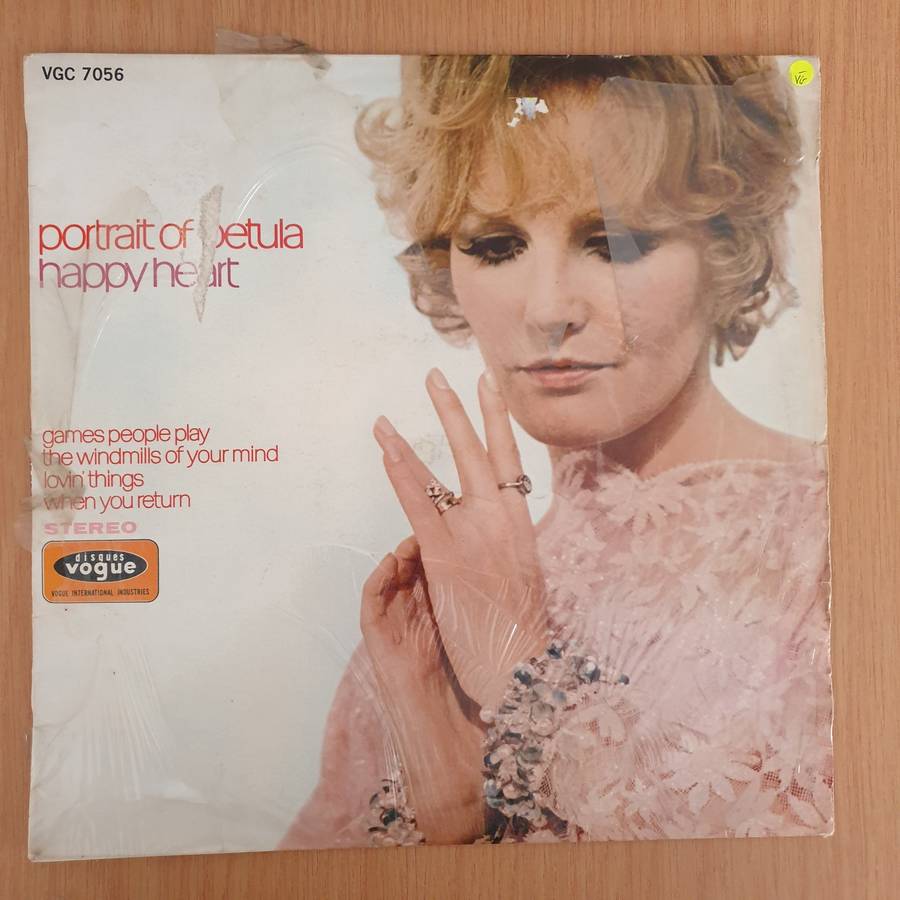 VGC 7056
VG
portrait of petula
happy heart
games people play
the windmills of your mind
lovin' things
when you return
STEREO
disques
vogue
VOGUE INTERNATIONAL INDUSTRIES